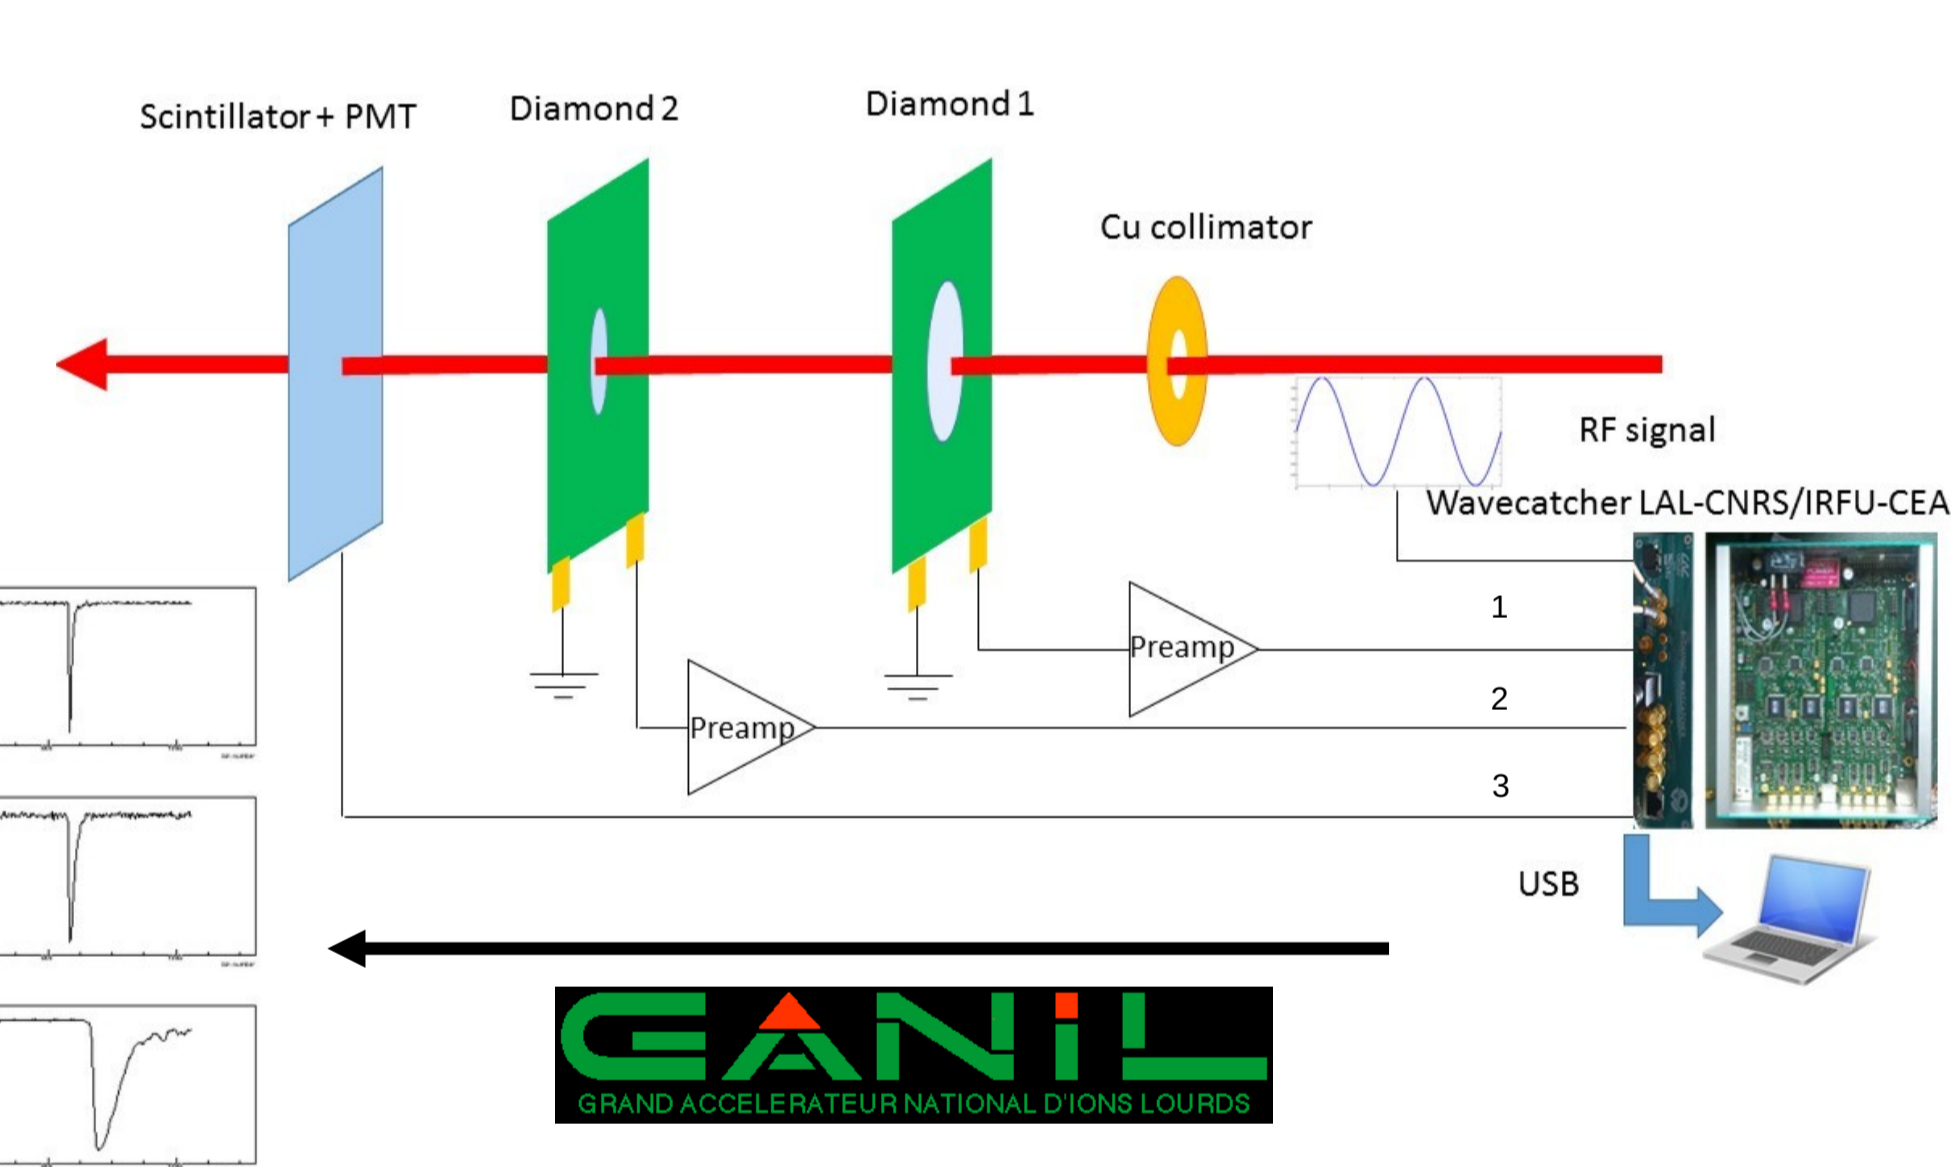 Scintillator + PMT
Diamond 2
Diamond 1
Cu collimator
RF signal
Wavecatcher LAL-CNRS/IRFU-CEA
1
Preamp
2
Preamp
3
USB
GANIL
GRAND ACCELERATEUR NATIONAL D'IONS LOURDS